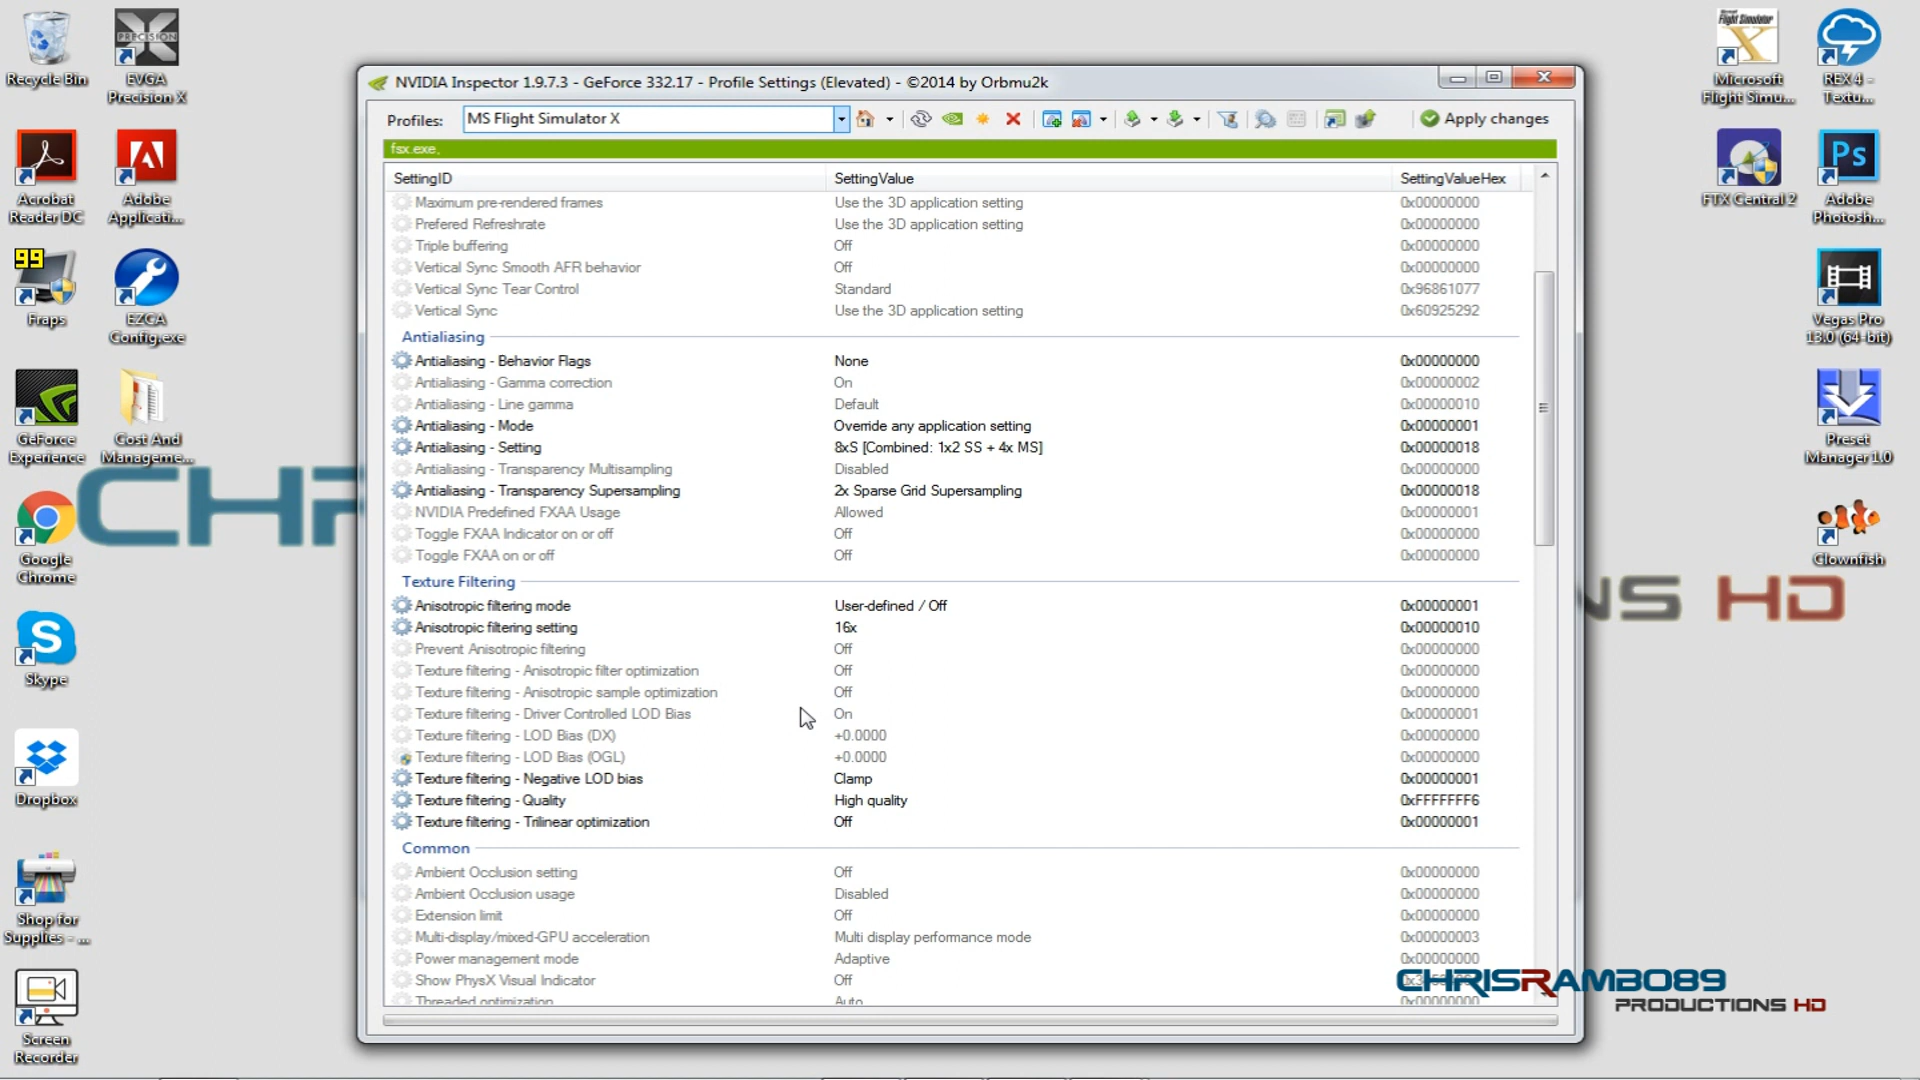 Recycle Bin
PRECISION
EVGA
Precision X
Acrobat
Reader DC
Adobe
Applicati...
99
Fraps
EZCA
Config.exe
GeForce
Experience
Cost And
Manageme...
Google
Chrome
Skype
Dropbox
Shop for
Supplies - ...
Screen
Recorder
CHR
NVIDIA Inspector 1.9.7.3 - GeForce 332.17 - Profile Settings (Elevated) - ©2014 by Orbmu2k
Profiles: MS Flight Simulator X Apply changes
fsx.exe,
SettingID SettingValue SettingValueHex
Maximum pre-rendered frames Use the 3D application setting 0x00000000
Prefered Refreshrate Use the 3D application setting 0x00000000
Triple buffering Off 0x00000000
Vertical Sync Smooth AFR behavior Off 0x00000000
Vertical Sync Tear Control Standard 0x96861077
Vertical Sync Use the 3D application setting 0x60925292
Antialiasing
Antialiasing - Behavior Flags None 0x00000000
Antialiasing - Gamma correction On 0x00000002
Antialiasing - Line gamma Default 0x00000010
Antialiasing - Mode Override any application setting 0x00000001
Antialiasing - Setting 8xS [Combined: 1x2 SS + 4x MS] 0x00000018
Antialiasing - Transparency Multisampling Disabled 0x00000000
Antialiasing - Transparency Supersampling 2x Sparse Grid Supersampling 0x00000018
NVIDIA Predefined FXAA Usage Allowed 0x00000001
Toggle FXAA Indicator on or off Off 0x00000000
Toggle FXAA on or off Off 0x00000000
Texture Filtering
Anisotropic filtering mode User-defined / Off 0x00000001
Anisotropic filtering setting 16x 0x00000010
Prevent Anisotropic filtering Off 0x00000000
Texture filtering - Anisotropic filter optimization Off 0x00000000
Texture filtering - Anisotropic sample optimization Off 0x00000000
Texture filtering - Driver Controlled LOD Bias On 0x00000001
Texture filtering - LOD Bias (DX) +0.0000 0x00000000
Texture filtering - LOD Bias (OGL) +0.0000 0x00000000
Texture filtering - Negative LOD bias Clamp 0x00000001
Texture filtering - Quality High quality 0xFFFFFFF6
Texture filtering - Trilinear optimization Off 0x00000001
Common
Ambient Occlusion setting Off 0x00000000
Ambient Occlusion usage Disabled 0x00000000
Extension limit Off 0x00000000
Multi-display/mixed-GPU acceleration Multi display performance mode 0x00000003
Power management mode Adaptive 0x00000000
Show PhysX Visual Indicator Off
Threaded optimization Auto 0x00000000
Flight Simulator
X
Microsoft
Flight Simu...
REX 4 -
Textu...
FTX Central 2
Ps
Adobe
Photosh...
Vegas Pro
13.0 (64-bit)
Preset
Manager 1.0
Clownfish
NS HD
CHRISRAMBO89
PRODUCTIONS HD